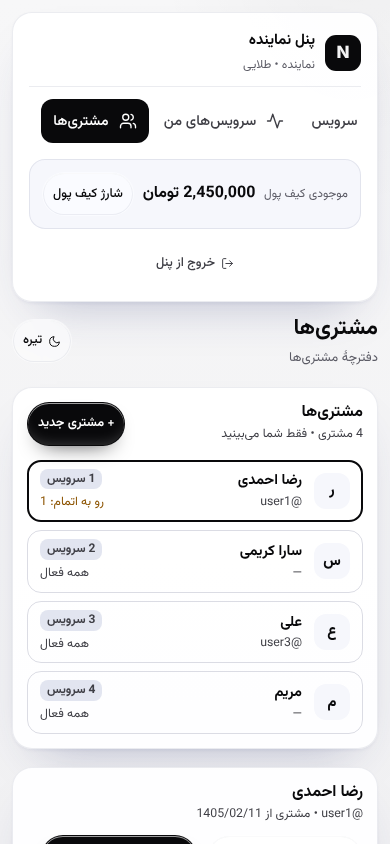 N
پنل نماینده
نماینده • طلایی
سرویس
سرویس‌های من
مشتری‌ها
موجودی کیف پول
2,450,000 تومان
شارژ کیف پول
خروج از پنل
مشتری‌ها
دفترچهٔ مشتری‌ها
تیره
مشتری‌ها
4 مشتری • فقط شما می‌بینید
+ مشتری جدید
ر
رضا احمدی
@user1
1 سرویس
رو به اتمام: 1
س
سارا کریمی
—
2 سرویس
همه فعال
ع
علی
@user3
3 سرویس
همه فعال
م
مریم
—
4 سرویس
همه فعال
رضا احمدی
@user1 • مشتری از 1405/02/11